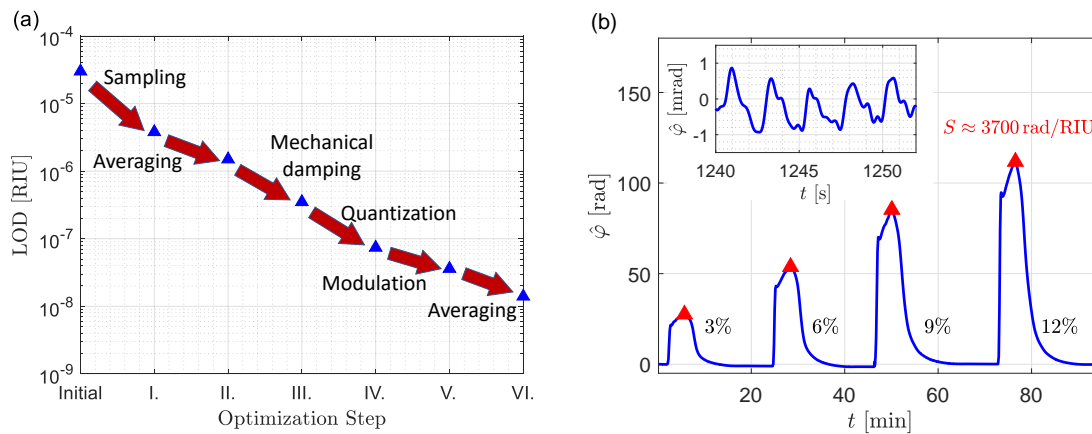 (a)
LOD [RIU]
10^-4
10^-5
10^-6
10^-7
10^-8
10^-9
Sampling
Averaging
Mechanical
damping
Quantization
Modulation
Averaging
Initial I. II. III. IV. V. VI.
Optimization Step
(b)
φ̂ [rad]
150
100
50
0
φ̂ [mrad]
1
0
-1
1240 1245 1250
t [s]
S ≈ 3700 rad/RIU
3% 6% 9% 12%
0 20 40 60 80
t [min]